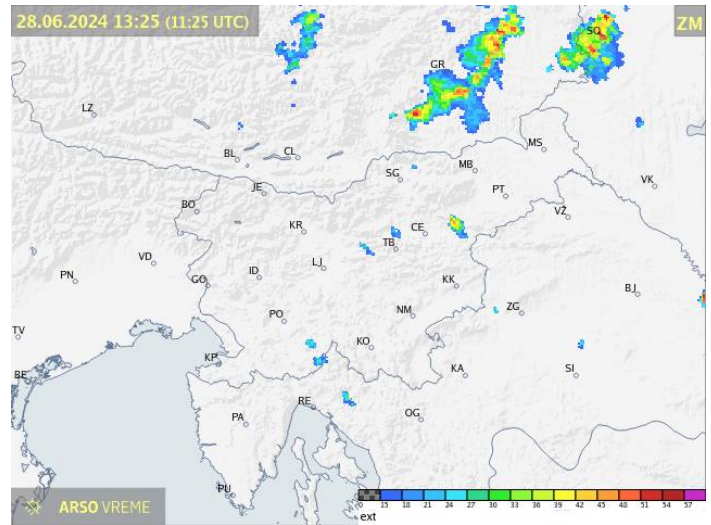 28.06.2024 13:25 (11:25 UTC)
ZM
SO
GR
LZ
MS
BL
CL
MB
SG
VK
JE
PT
BO
VŽ
KR
CE
TB
VD
LJ
ID
PN
GO
KK
BJ
NM
ZG
PO
TV
KO
KP
BE
KA
SI
RE
PA
OG
PU
ARSO VREME
0 15 18 21 24 27 30 33 36 39 42 45 48 51 54 57
ext